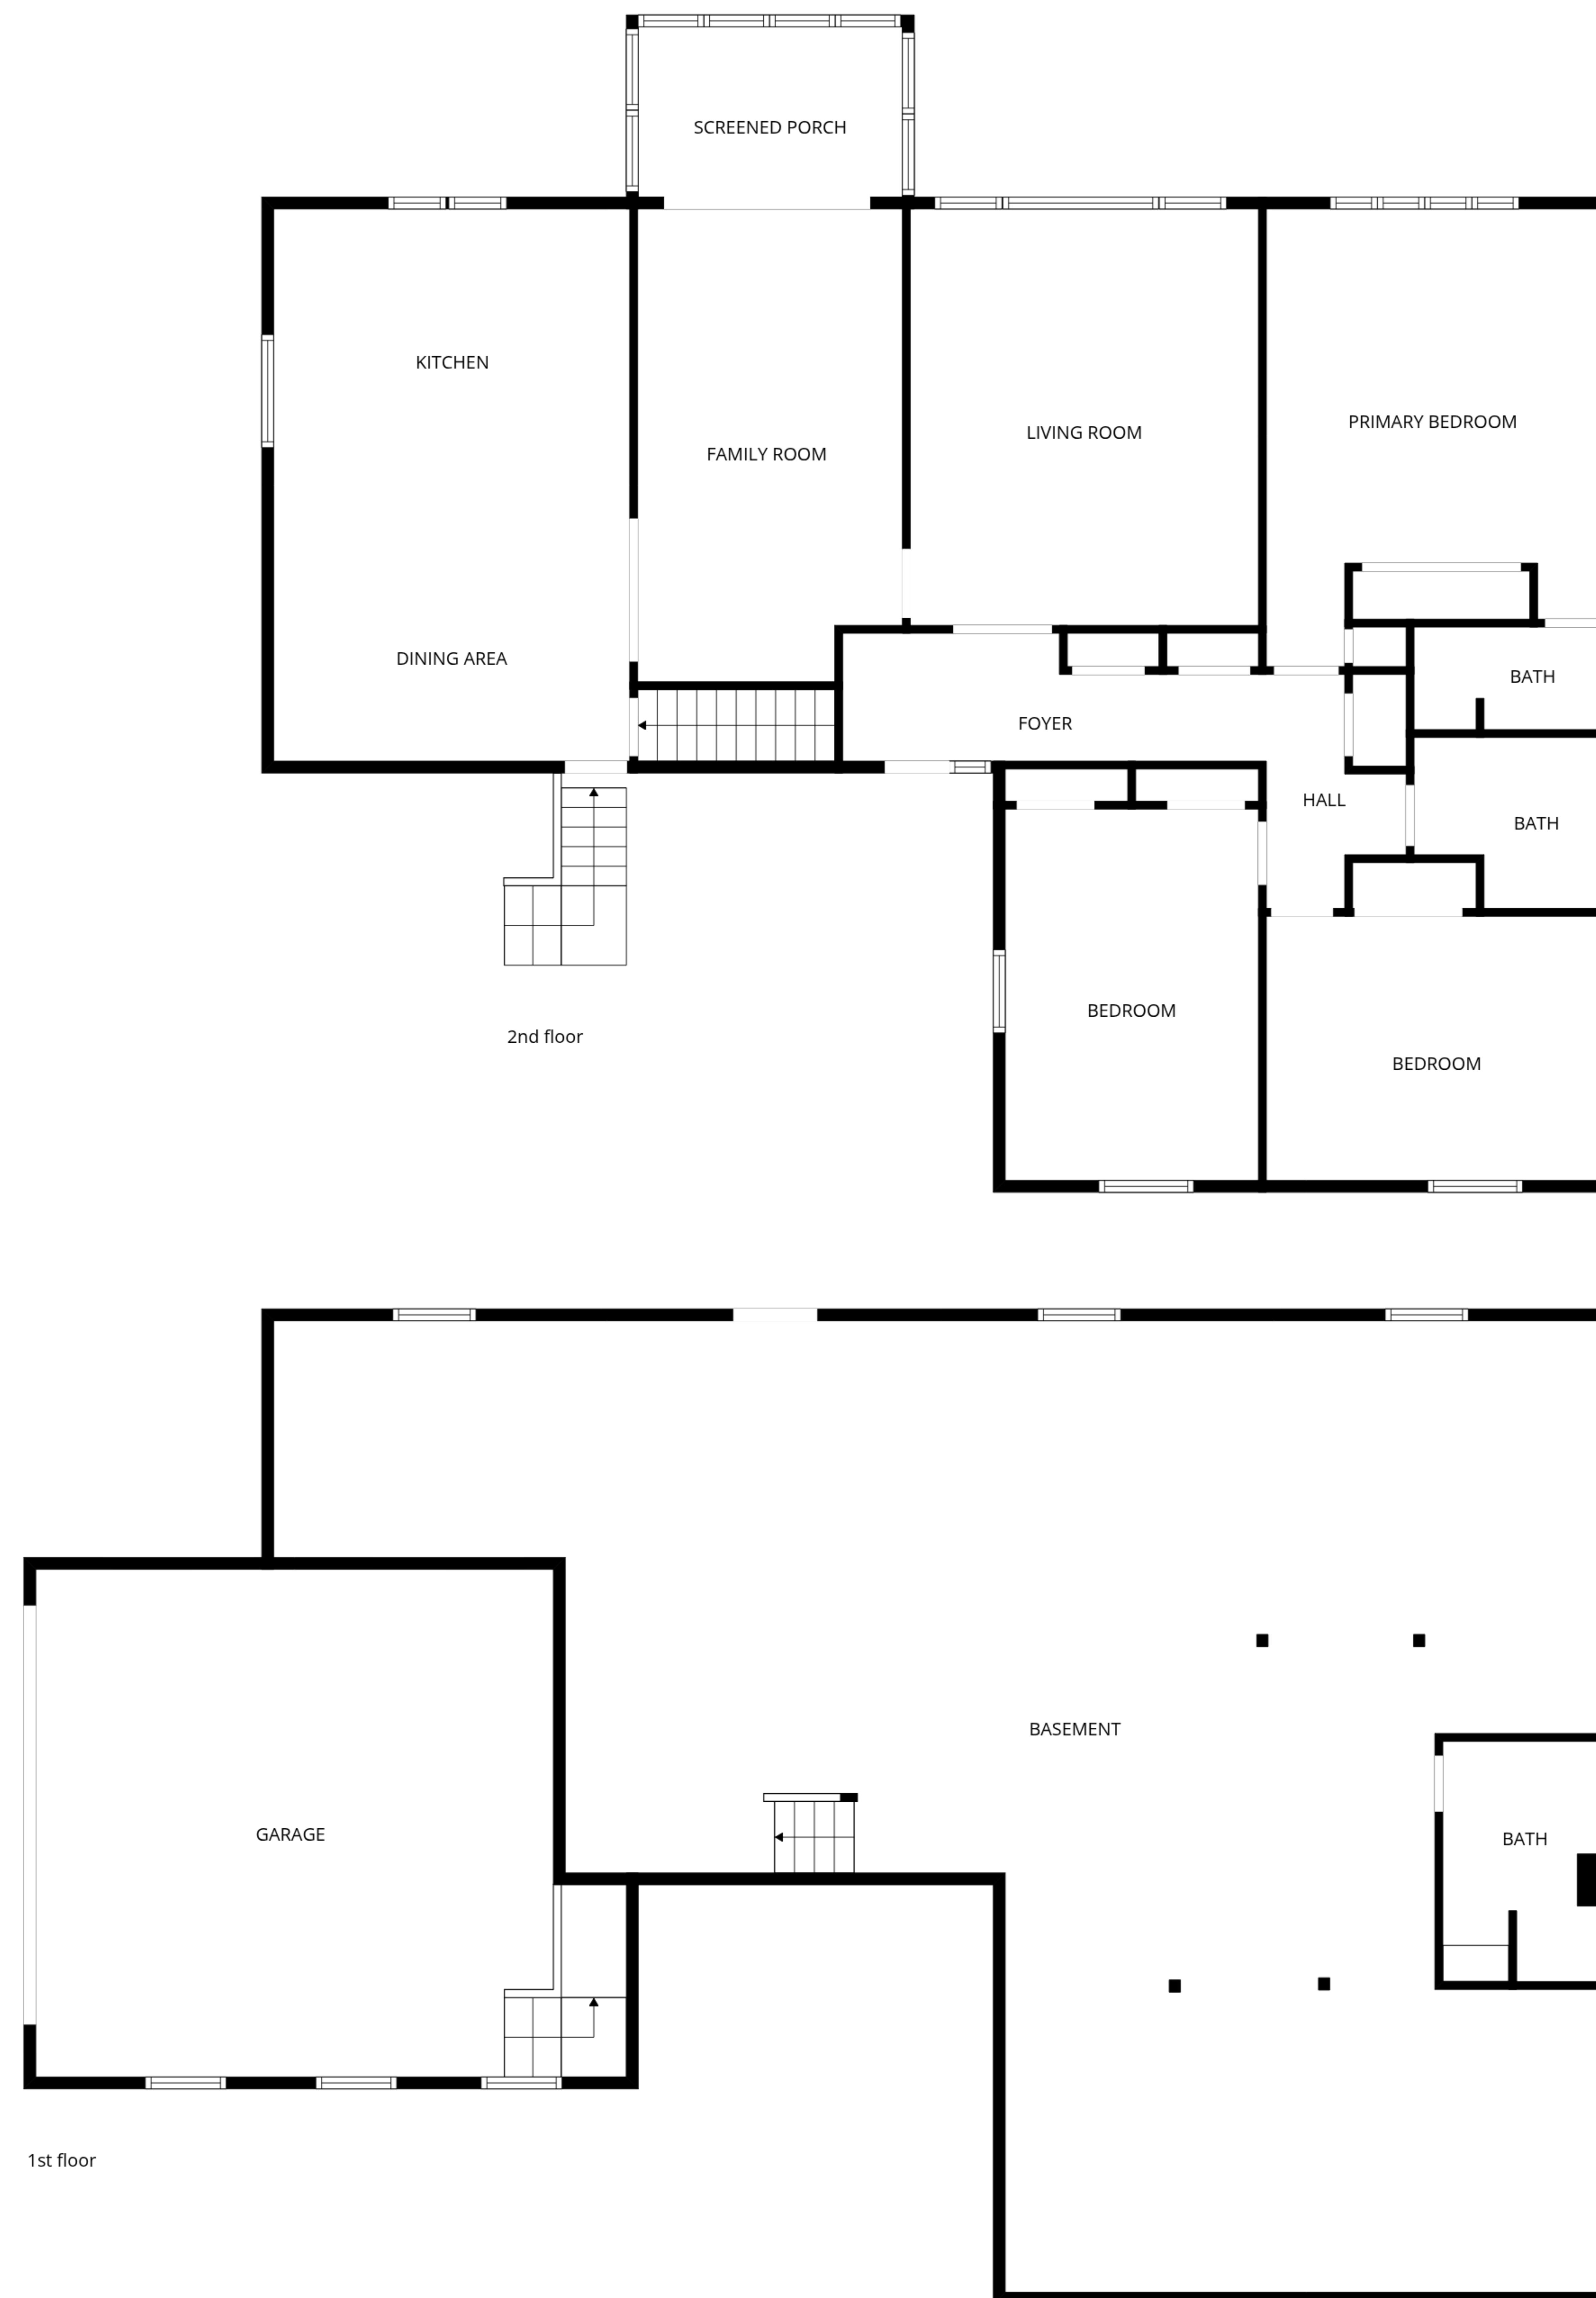 SCREENED PORCH
KITCHEN
FAMILY ROOM
LIVING ROOM
PRIMARY BEDROOM
DINING AREA
BATH
FOYER
HALL
BATH
BEDROOM
BEDROOM
2nd floor
BASEMENT
GARAGE
BATH
1st floor